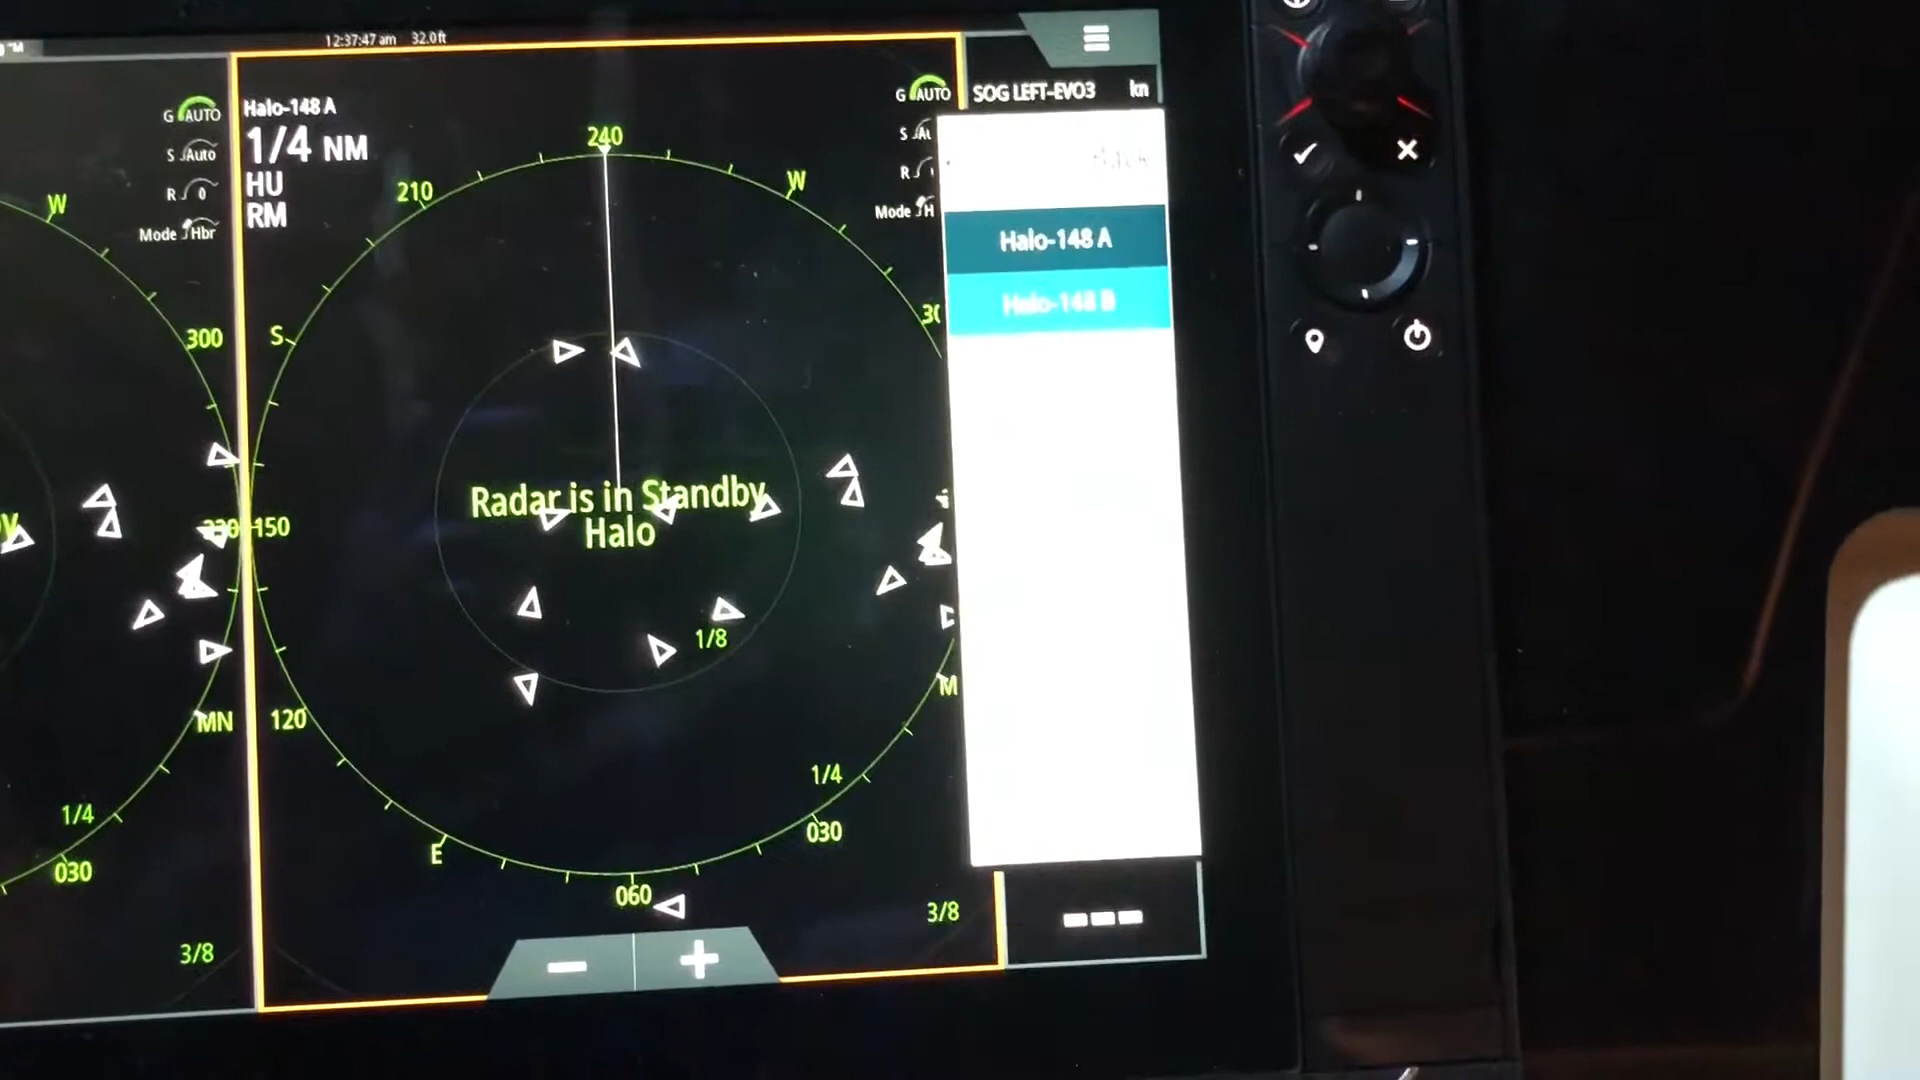 12:37:47 am 32.0ft
°M
SOG LEFT-EVO3 kn
G AUTO
S Auto
R 0
Mode Hbr
W
300
MN
1/4
030
3/8
Halo-148 A
1/4 NM
HU
RM
G AUTO
S
R
Mode H
240
210
W
S
150
120
E
060
030
1/4
1/8
3/8
Radar is in Standby
Halo
Halo-148 A
Halo-148 B